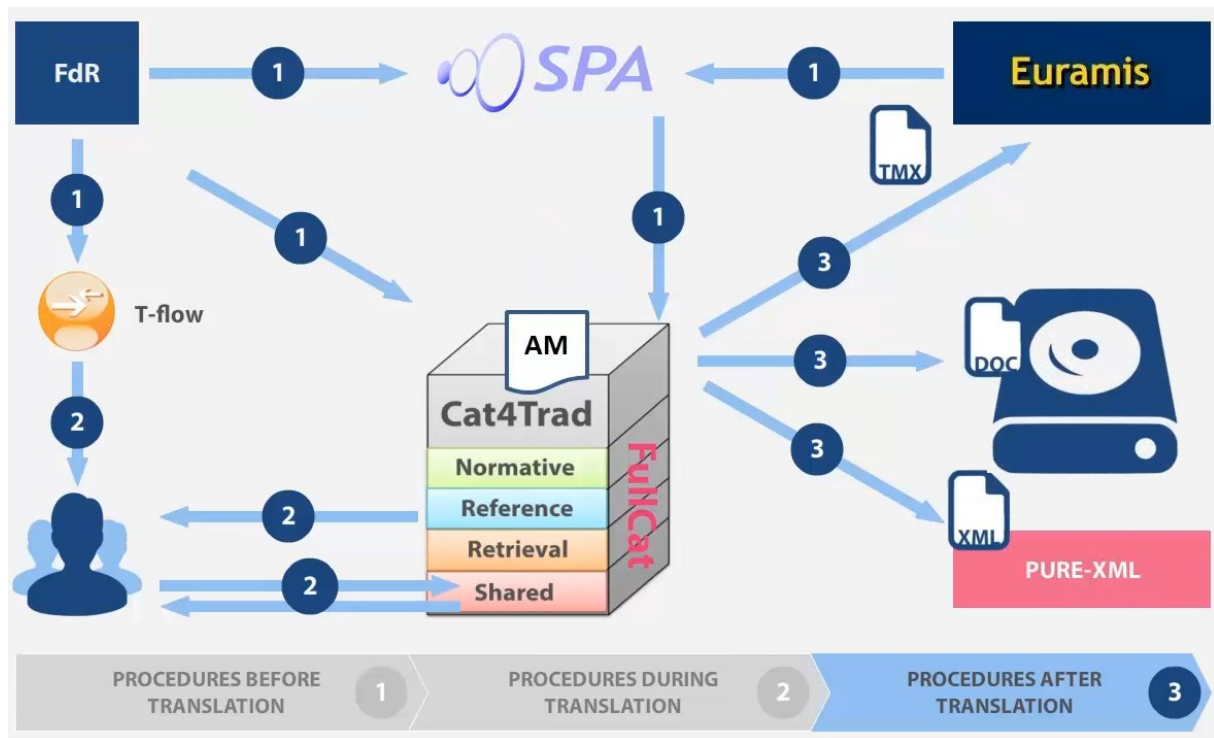 FdR
1
SPA
1
Euramis
TMX
1
1
1
3
T-flow
AM
3
DOC
Cat4Trad
2
Normative
3
FullCat
Reference
2
XML
Retrieval
PURE-XML
2
Shared
PROCEDURES BEFORE
TRANSLATION
1
PROCEDURES DURING
TRANSLATION
2
PROCEDURES AFTER
TRANSLATION
3